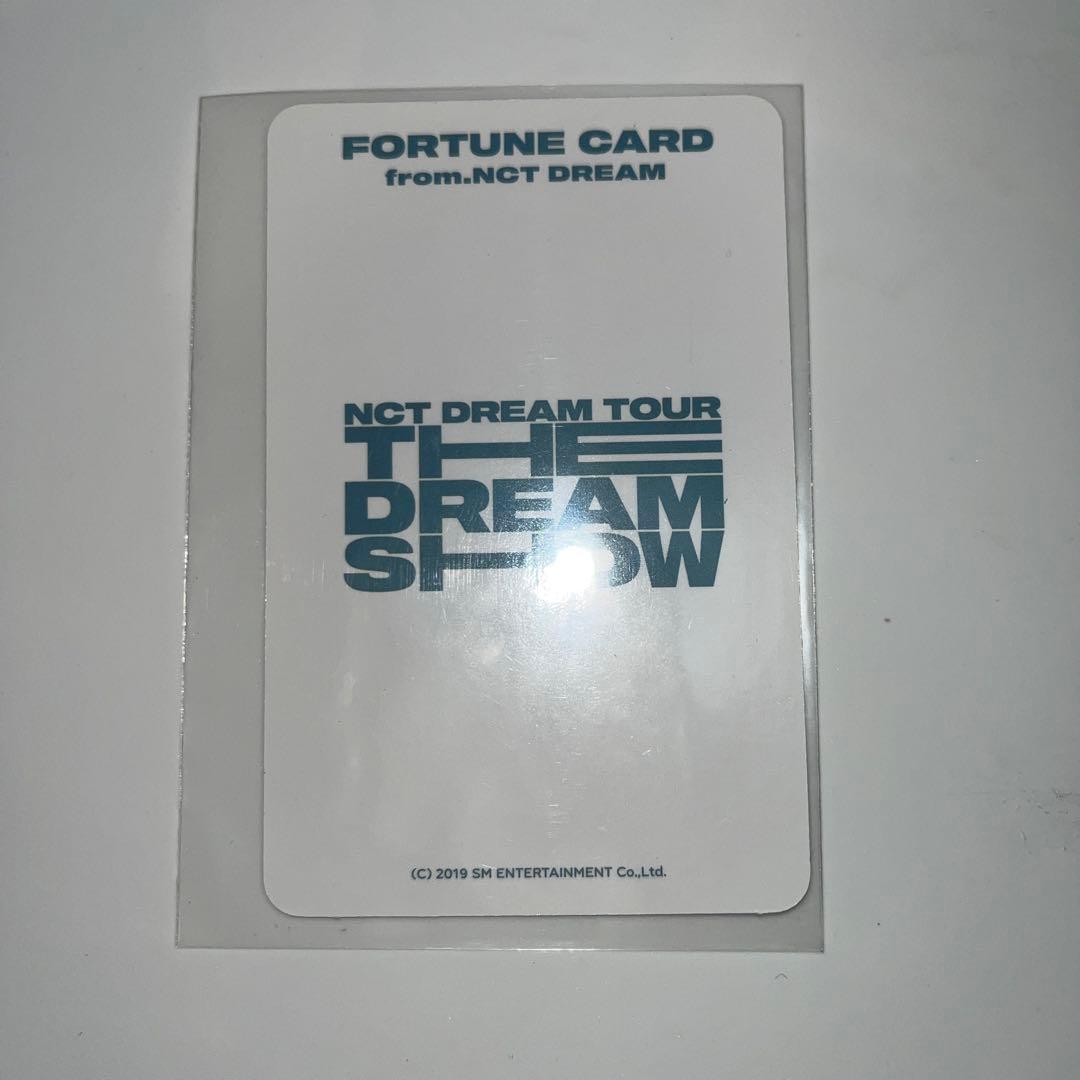 FORTUNE CARD
from.NCT DREAM
NCT DREAM TOUR
THE
DREAM
SHOW
(C) 2019 SM ENTERTAINMENT Co.,Ltd.